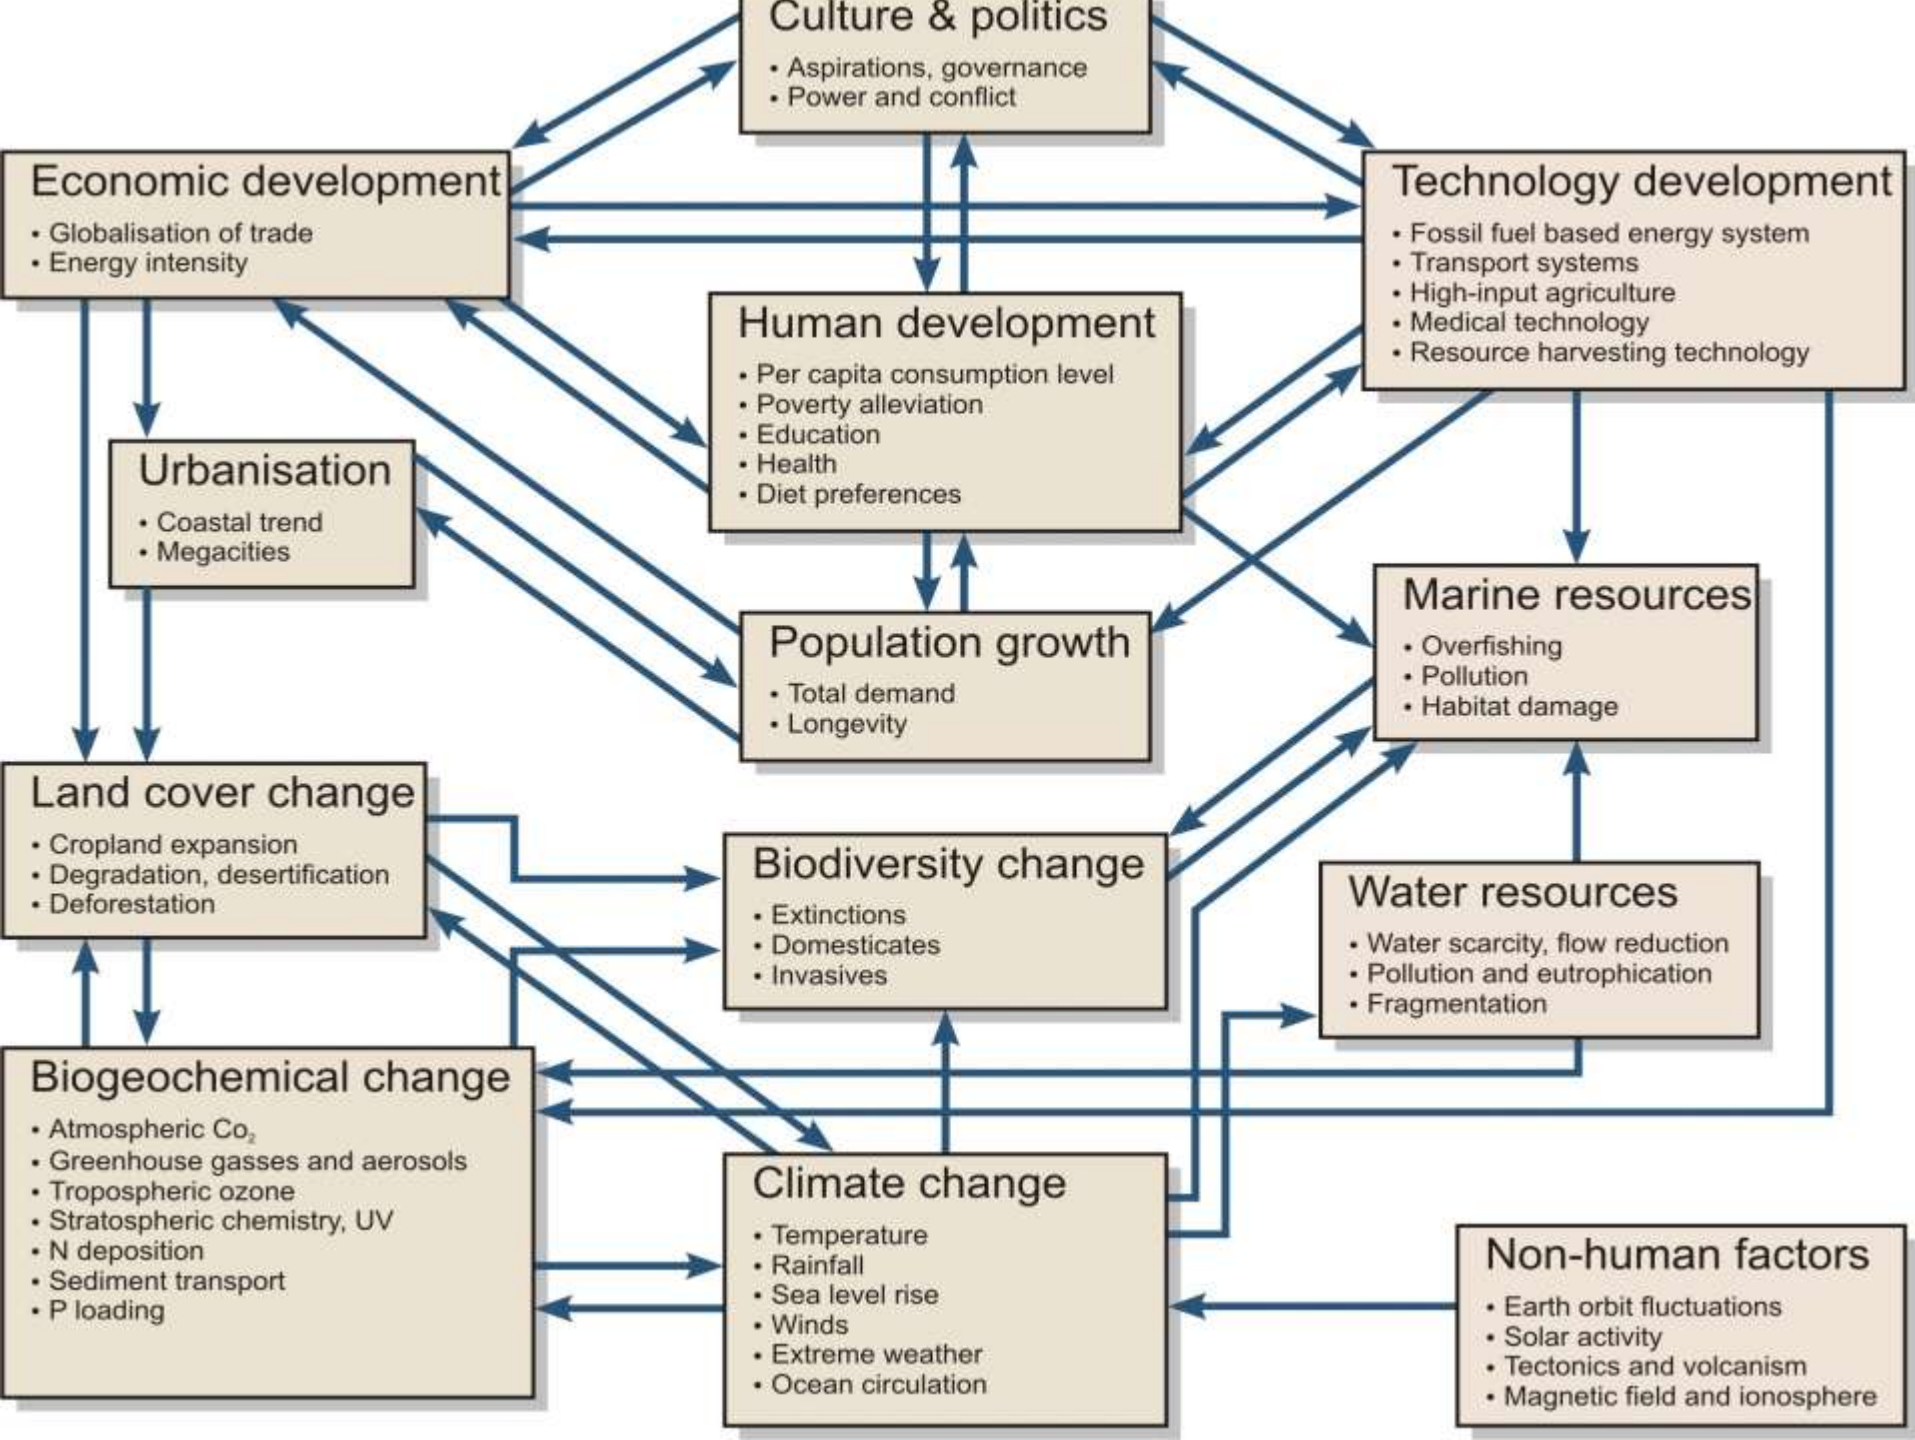 Culture & politics
• Aspirations, governance
• Power and conflict
Economic development
• Globalisation of trade
• Energy intensity
Technology development
• Fossil fuel based energy system
• Transport systems
• High-input agriculture
• Medical technology
• Resource harvesting technology
Human development
• Per capita consumption level
• Poverty alleviation
• Education
• Health
• Diet preferences
Urbanisation
• Coastal trend
• Megacities
Population growth
• Total demand
• Longevity
Marine resources
• Overfishing
• Pollution
• Habitat damage
Land cover change
• Cropland expansion
• Degradation, desertification
• Deforestation
Biodiversity change
• Extinctions
• Domesticates
• Invasives
Water resources
• Water scarcity, flow reduction
• Pollution and eutrophication
• Fragmentation
Biogeochemical change
• Atmospheric Co₂
• Greenhouse gasses and aerosols
• Tropospheric ozone
• Stratospheric chemistry, UV
• N deposition
• Sediment transport
• P loading
Climate change
• Temperature
• Rainfall
• Sea level rise
• Winds
• Extreme weather
• Ocean circulation
Non-human factors
• Earth orbit fluctuations
• Solar activity
• Tectonics and volcanism
• Magnetic field and ionosphere